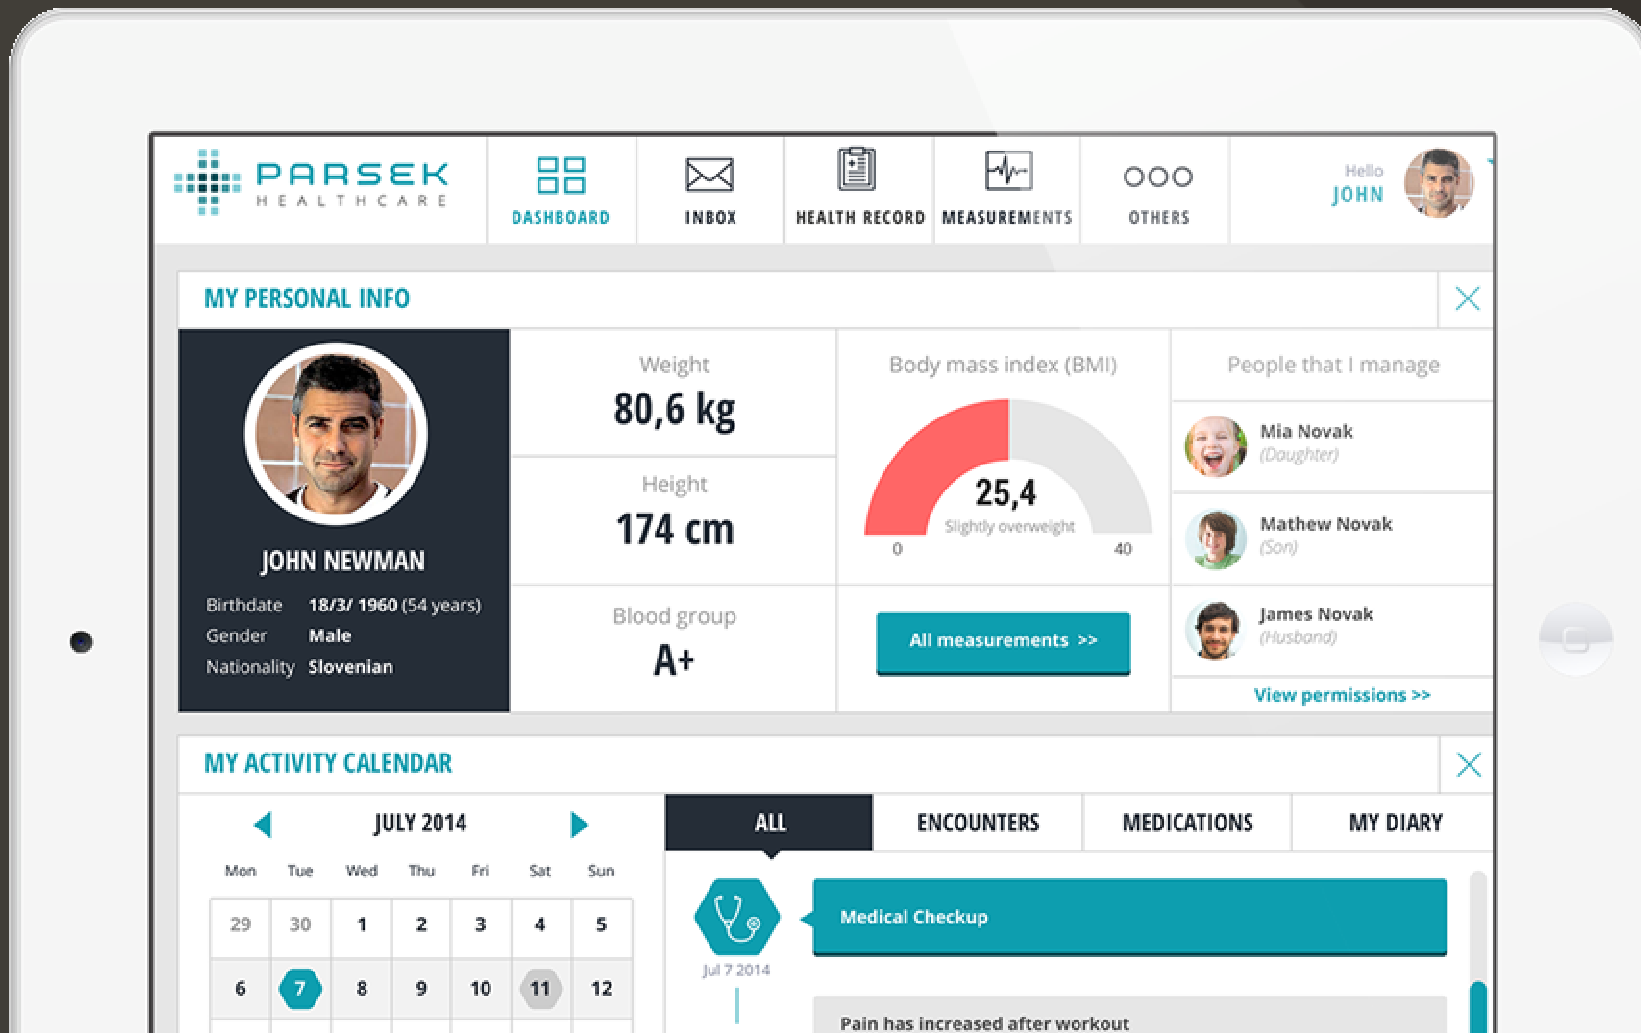 PARSEK
HEALTHCARE
DASHBOARD
INBOX
HEALTH RECORD
MEASUREMENTS
OTHERS
Hello
JOHN
MY PERSONAL INFO
JOHN NEWMAN
Birthdate 18/3/ 1960 (54 years)
Gender Male
Nationality Slovenian
Weight
80,6 kg
Height
174 cm
Blood group
A+
Body mass index (BMI)
25,4
Slightly overweight
0 40
All measurements >>
People that I manage
Mia Novak
(Daughter)
Mathew Novak
(Son)
James Novak
(Husband)
View permissions >>
MY ACTIVITY CALENDAR
JULY 2014
Mon Tue Wed Thu Fri Sat Sun
29 30 1 2 3 4 5
6 7 8 9 10 11 12
ALL ENCOUNTERS MEDICATIONS MY DIARY
Medical Checkup
Jul 7 2014
Pain has increased after workout